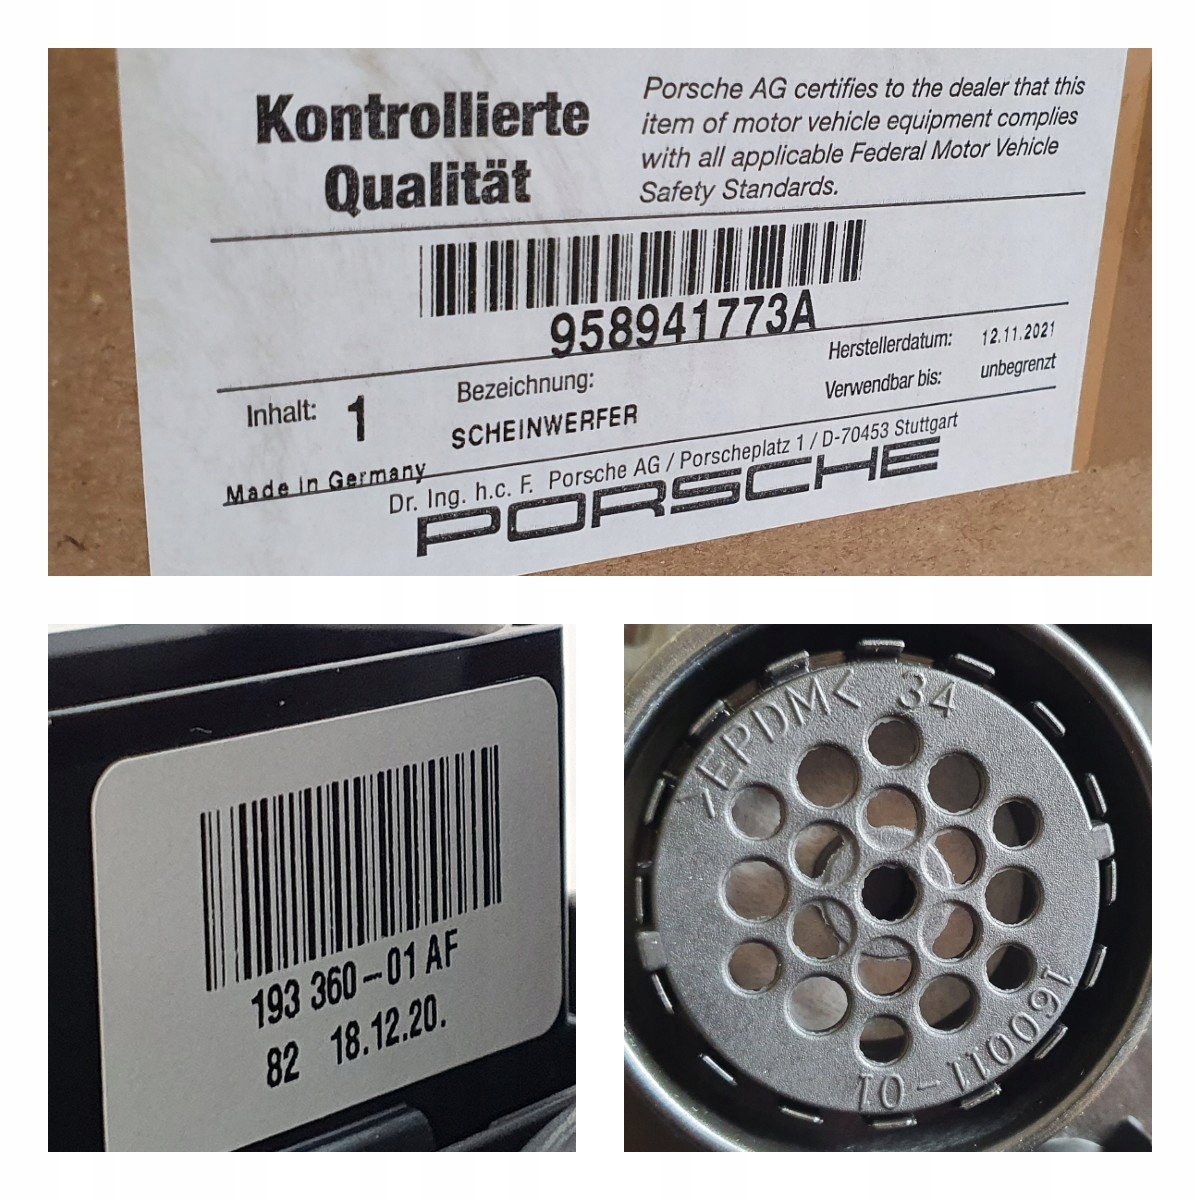 Kontrollierte
Qualität
Porsche AG certifies to the dealer that this
item of motor vehicle equipment complies
with all applicable Federal Motor Vehicle
Safety Standards.
958941773A
Inhalt: 1
Bezeichnung:
SCHEINWERFER
Herstellerdatum: 12.11.2021
Verwendbar bis: unbegrenzt
Made in Germany
Dr. Ing. h.c. F. Porsche AG / Porscheplatz 1 / D-70453 Stuttgart
PORSCHE
193 360-01 AF
82 18.12.20.
>EPDM< 34
160011-01